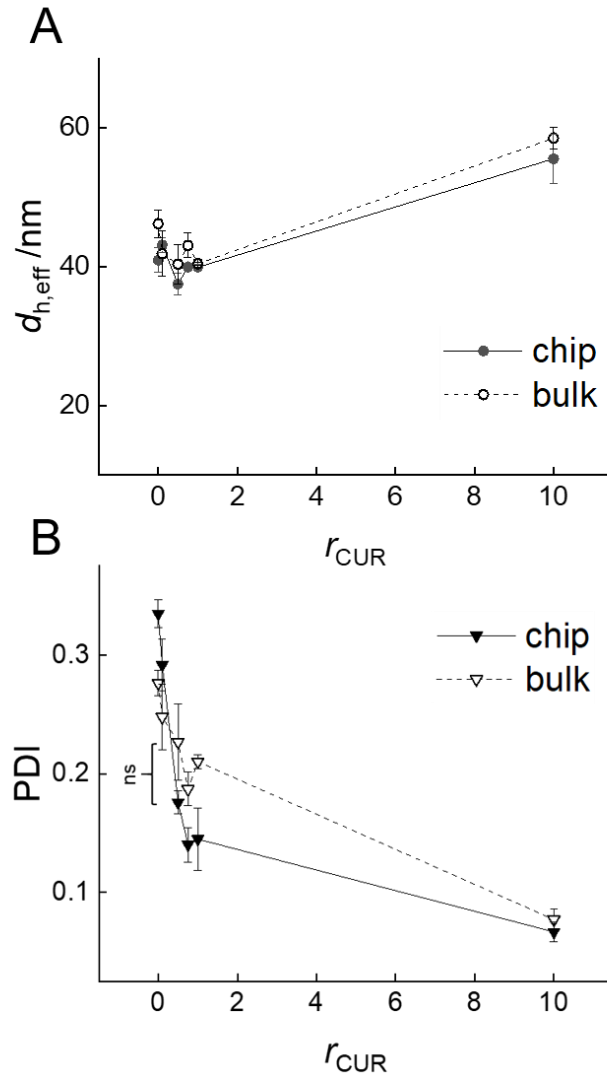 A
60
40
20
d_h,eff /nm
chip
bulk
0 2 4 6 8 10
r_CUR
B
0.3
0.2
0.1
PDI
ns
chip
bulk
0 2 4 6 8 10
r_CUR